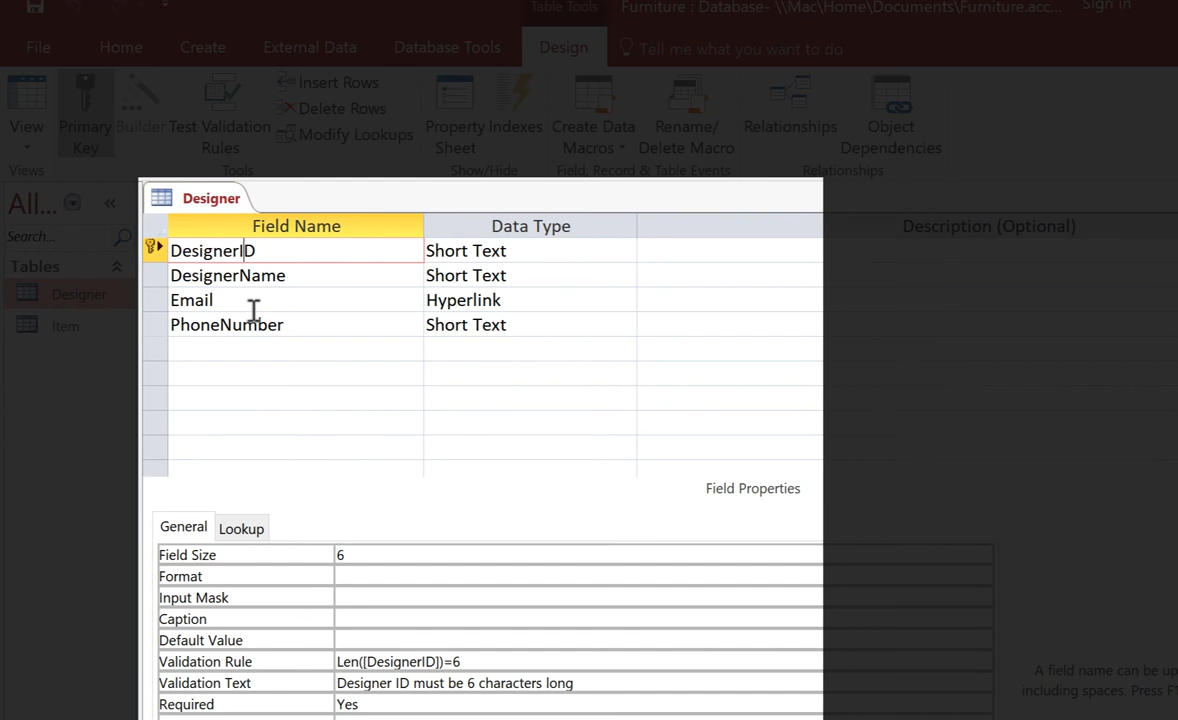 Table Tools
Furniture : Database- \\Mac\Home\Documents\Furniture.acc...
Sign in
File Home Create External Data Database Tools Design Tell me what you want to do
View Primary Key Builder Test Validation Rules
Insert Rows
Delete Rows
Modify Lookups
Property Sheet Indexes Create Data Macros Rename/ Delete Macro Relationships Object Dependencies
Views Tools Show/Hide Field, Record & Table Events Relationships
All...
Search...
Tables
Designer
Item
Designer
Field Name Data Type Description (Optional)
DesignerID Short Text
DesignerName Short Text
Email Hyperlink
PhoneNumber Short Text
Field Properties
General Lookup
Field Size 6
Format
Input Mask
Caption
Default Value
Validation Rule Len([DesignerID])=6
Validation Text Designer ID must be 6 characters long
Required Yes
A field name can be up
including spaces. Press F